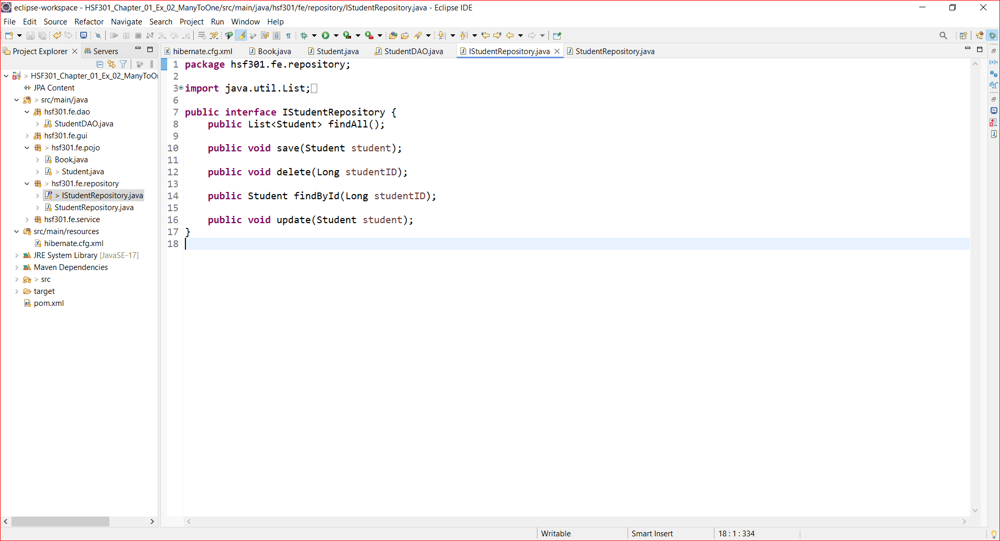 eclipse-workspace - HSF301_Chapter_01_Ex_02_ManyToOne/src/main/java/hsf301/fe/repository/IStudentRepository.java - Eclipse IDE
File Edit Source Refactor Navigate Search Project Run Window Help
Project Explorer Servers
hibernate.cfg.xml Book.java Student.java StudentDAO.java IStudentRepository.java StudentRepository.java
> HSF301_Chapter_01_Ex_02_ManyToOn
JPA Content
> src/main/java
hsf301.fe.dao
StudentDAO.java
hsf301.fe.gui
> hsf301.fe.pojo
Book.java
> Student.java
> hsf301.fe.repository
> IStudentRepository.java
StudentRepository.java
hsf301.fe.service
src/main/resources
hibernate.cfg.xml
JRE System Library [JavaSE-17]
Maven Dependencies
> src
target
pom.xml
1 package hsf301.fe.repository;
2
3 import java.util.List;
6
7 public interface IStudentRepository {
8 public List<Student> findAll();
9
10 public void save(Student student);
11
12 public void delete(Long studentID);
13
14 public Student findById(Long studentID);
15
16 public void update(Student student);
17 }
18
Writable Smart Insert 18 : 1 : 334